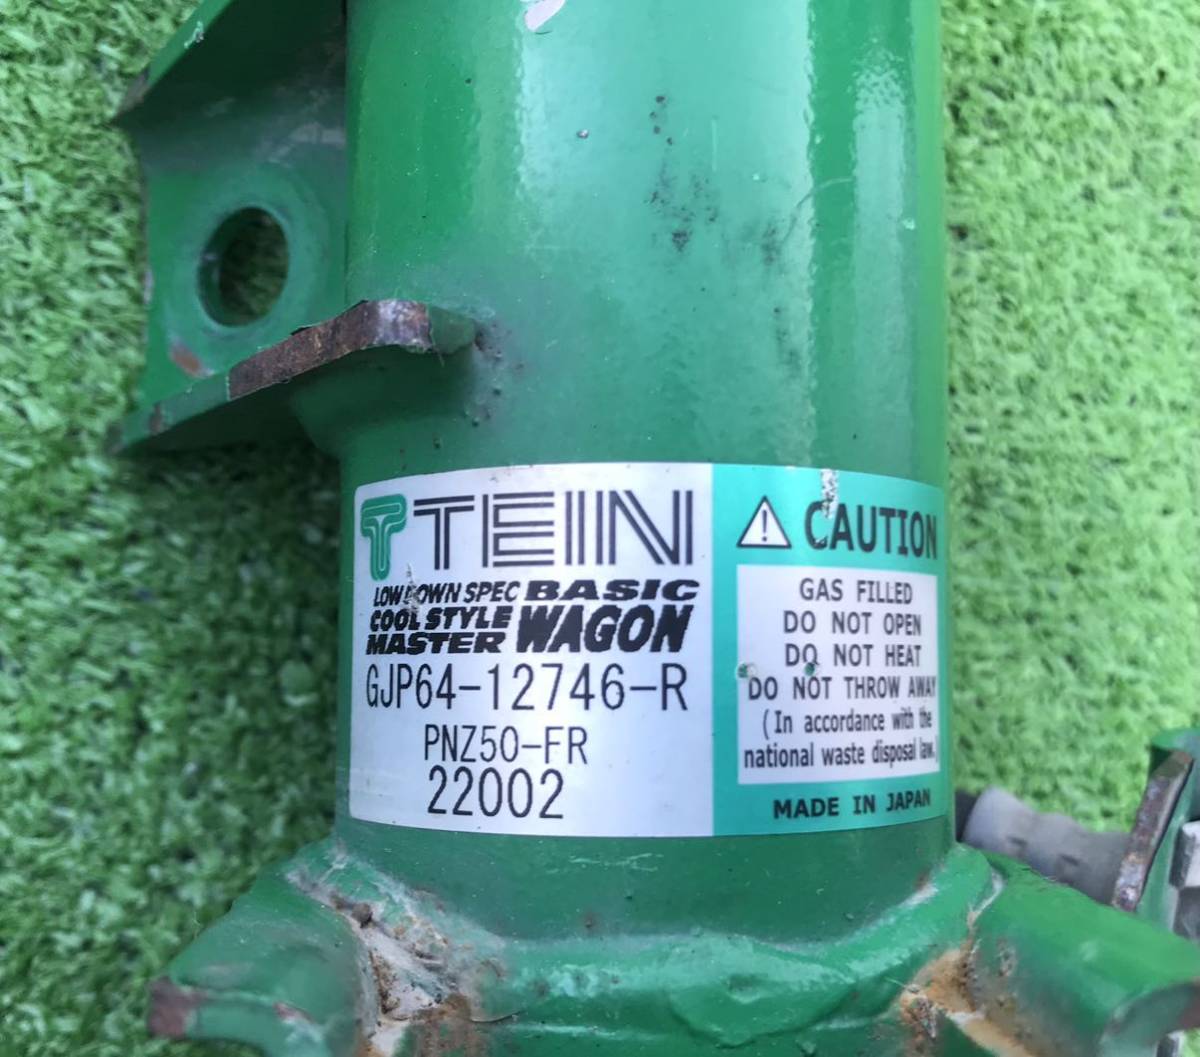 TEIN
LOW DOWN SPEC BASIC
COOL STYLE
MASTER WAGON
GJP64-12746-R
PNZ50-FR
22002
CAUTION
GAS FILLED
DO NOT OPEN
DO NOT HEAT
DO NOT THROW AWAY
(In accordance with the
national waste disposal law.)
MADE IN JAPAN